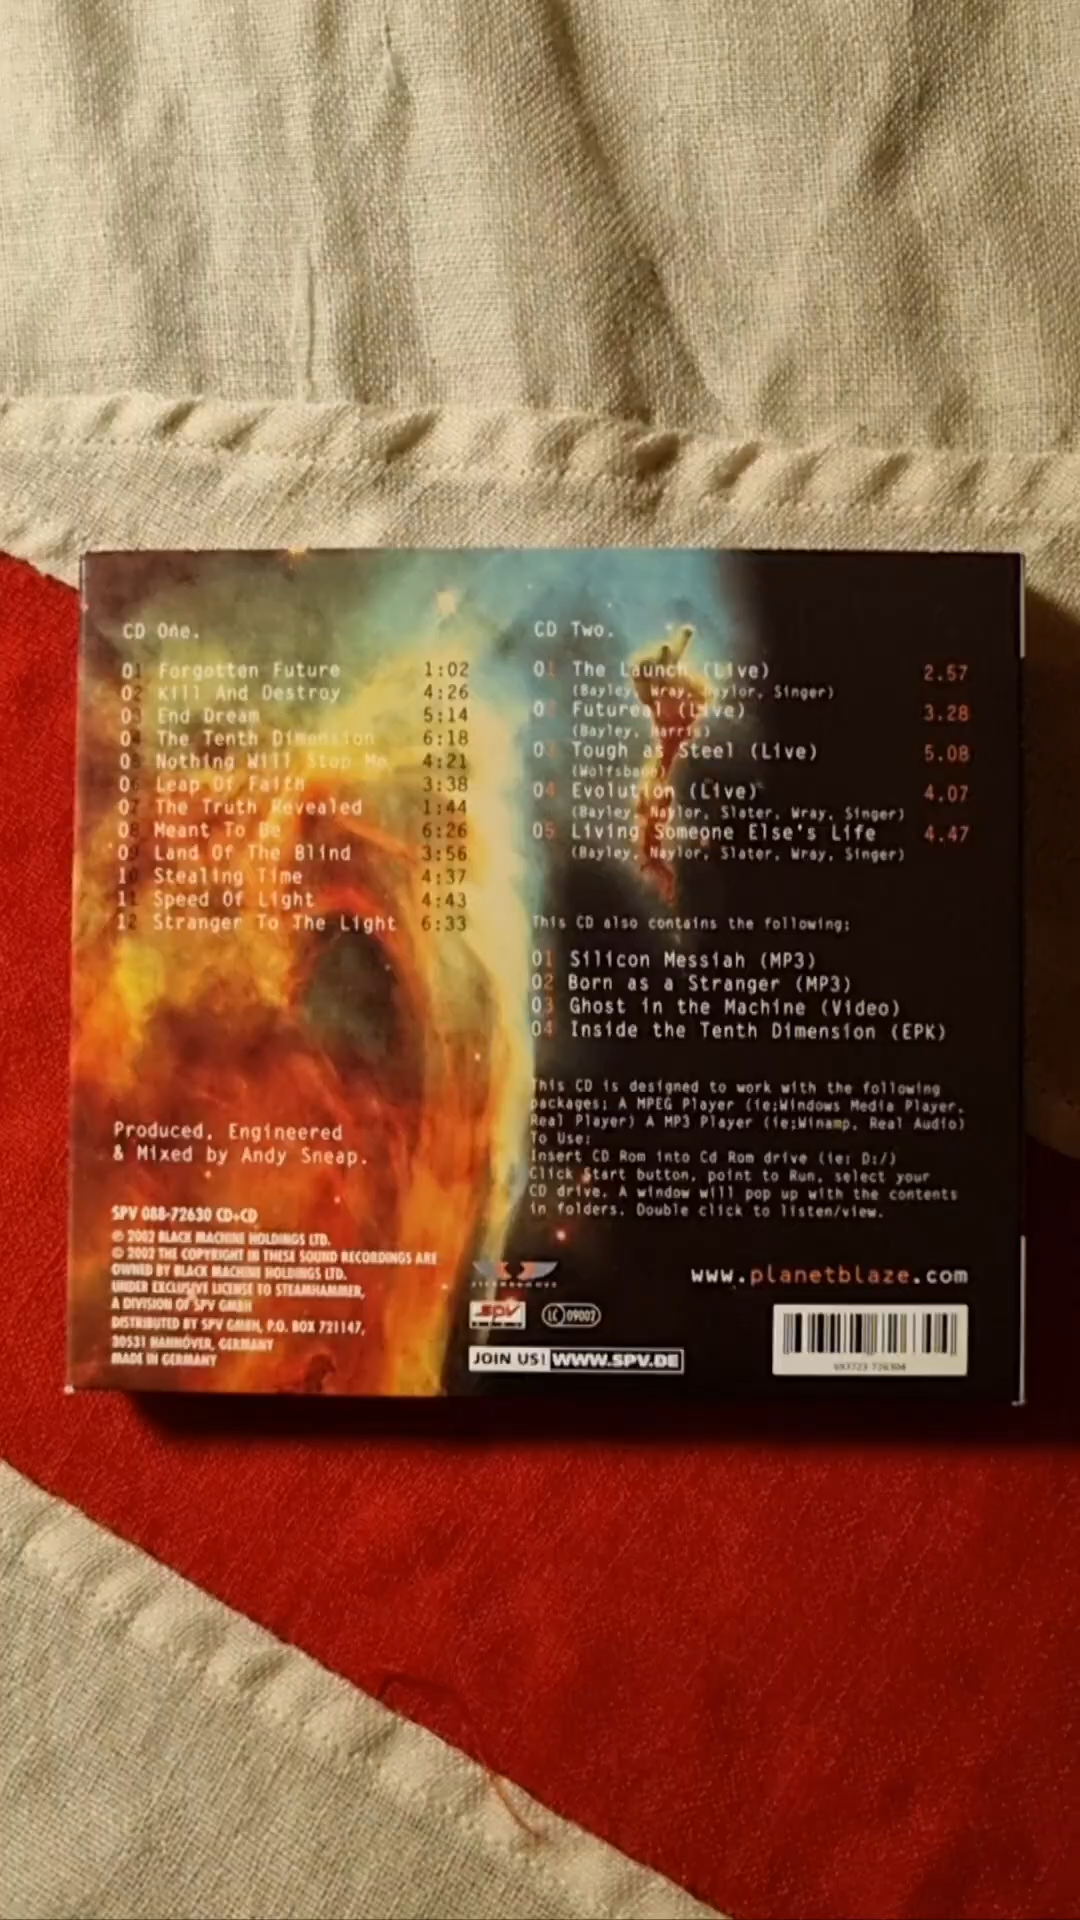 CD One.
01 Forgotten Future 1:02
02 Kill And Destroy 4:26
03 End Dream 5:14
04 The Tenth Dimension 6:18
05 Nothing Will Stop Me 4:21
06 Leap Of Faith 3:38
07 The Truth Revealed 1:44
08 Meant To Be 6:26
09 Land Of The Blind 3:56
10 Stealing Time 4:37
11 Speed Of Light 4:43
12 Stranger To The Light 6:33
Produced, Engineered
& Mixed by Andy Sneap.
SPV 088-72630 CD+CD
℗ 2002 BLACK MACHINE HOLDINGS LTD.
© 2002 THE COPYRIGHT IN THESE SOUND RECORDINGS ARE
OWNED BY BLACK MACHINE HOLDINGS LTD.
UNDER EXCLUSIVE LICENSE TO STEAMHAMMER,
A DIVISION OF SPV GMBH
DISTRIBUTED BY SPV GMBH, P.O. BOX 721147,
30531 HANNOVER, GERMANY
MADE IN GERMANY
CD Two.
01 The Launch (Live) 2.57
(Bayley, Wray, Naylor, Singer)
02 Futureal (Live) 3.28
(Bayley, Harris)
03 Tough as Steel (Live) 5.08
(Wolfsbane)
04 Evolution (Live) 4.07
(Bayley, Naylor, Slater, Wray, Singer)
05 Living Someone Else's Life 4.47
(Bayley, Naylor, Slater, Wray, Singer)
This CD also contains the following:
01 Silicon Messiah (MP3)
02 Born as a Stranger (MP3)
03 Ghost in the Machine (Video)
04 Inside the Tenth Dimension (EPK)
This CD is designed to work with the following
packages: A MPEG Player (ie;Windows Media Player,
Real Player) A MP3 Player (ie;Winamp, Real Audio)
To Use:
Insert CD Rom into Cd Rom drive (ie: D:/)
Click Start button, point to Run, select your
CD drive. A window will pop up with the contents
in folders. Double click to listen/view.
www.planetblaze.com
SPV LC 09002
JOIN US! WWW.SPV.DE